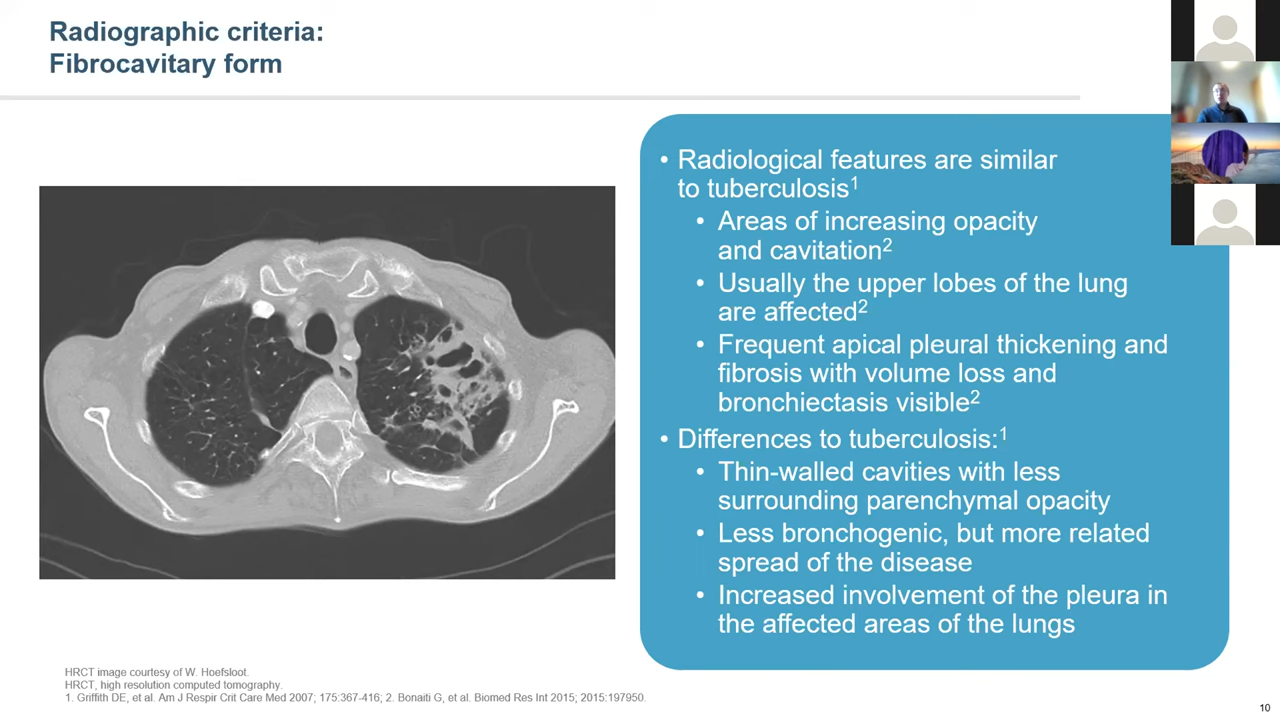 Radiographic criteria:
Fibrocavitary form
• Radiological features are similar
to tuberculosis1
• Areas of increasing opacity
and cavitation2
• Usually the upper lobes of the lung
are affected2
• Frequent apical pleural thickening and
fibrosis with volume loss and
bronchiectasis visible2
• Differences to tuberculosis:1
• Thin-walled cavities with less
surrounding parenchymal opacity
• Less bronchogenic, but more related
spread of the disease
• Increased involvement of the pleura in
the affected areas of the lungs
HRCT image courtesy of W. Hoefsloot.
HRCT, high resolution computed tomography.
1. Griffith DE, et al. Am J Respir Crit Care Med 2007; 175:367-416; 2. Bonaiti G, et al. Biomed Res Int 2015; 2015:197950.
10